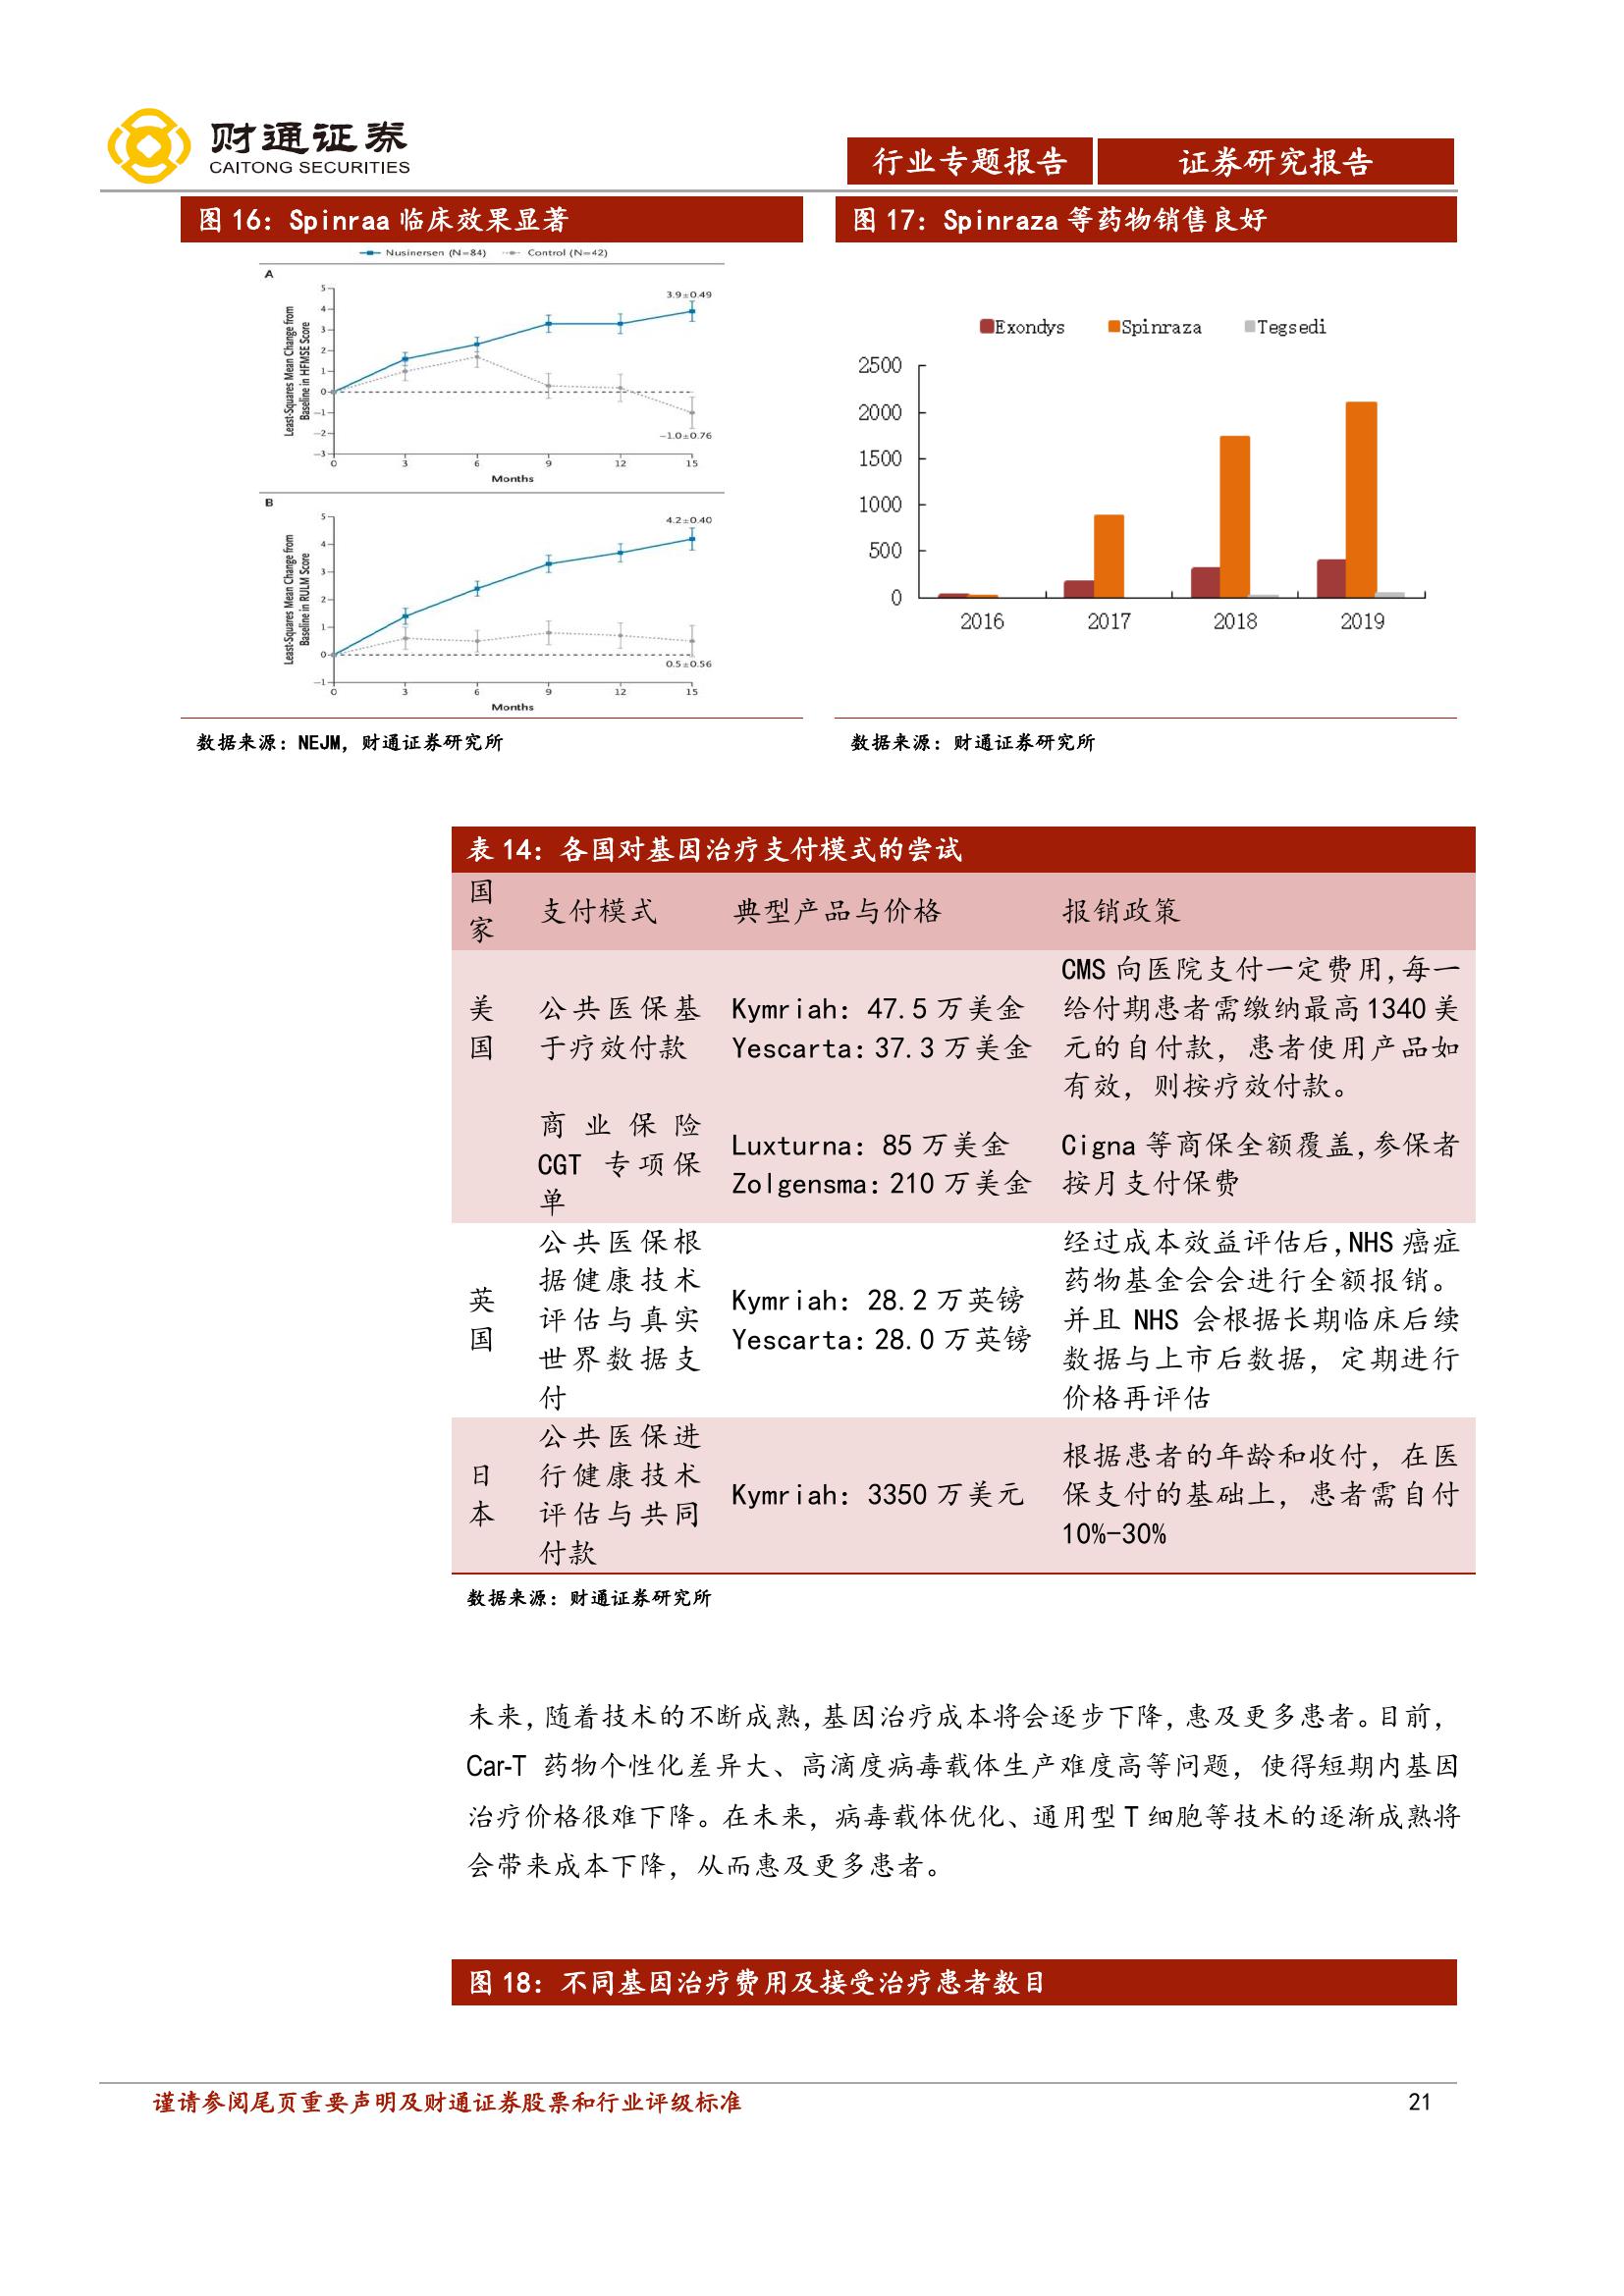 财通证券
CAITONG SECURITIES
行业专题报告 证券研究报告
图 16：Spinraa 临床效果显著
Nusinersen (N=84) Control (N=42)
A
Least-Squares Mean Change from
Baseline in HFMSE Score
5
4
3
2
1
0
−1
−2
−3
3.9±0.49
−1.0±0.76
0 3 6 9 12 15
Months
B
Least-Squares Mean Change from
Baseline in RULM Score
5
4
3
2
1
0
−1
4.2±0.40
0.5±0.56
0 3 6 9 12 15
Months
数据来源：NEJM，财通证券研究所
图 17：Spinraza 等药物销售良好
Exondys Spinraza Tegsedi
2500
2000
1500
1000
500
0
2016 2017 2018 2019
数据来源：财通证券研究所
表 14：各国对基因治疗支付模式的尝试
国
家
支付模式
典型产品与价格
报销政策
美
国
公共医保基
于疗效付款
Kymriah：47.5 万美金
Yescarta：37.3 万美金
CMS 向医院支付一定费用，每一
给付期患者需缴纳最高 1340 美
元的自付款，患者使用产品如
有效，则按疗效付款。
商业保险
CGT 专项保
单
Luxturna：85 万美金
Zolgensma：210 万美金
Cigna 等商保全额覆盖，参保者
按月支付保费
英
国
公共医保根
据健康技术
评估与真实
世界数据支
付
Kymriah：28.2 万英镑
Yescarta：28.0 万英镑
经过成本效益评估后，NHS 癌症
药物基金会会进行全额报销。
并且 NHS 会根据长期临床后续
数据与上市后数据，定期进行
价格再评估
日
本
公共医保进
行健康技术
评估与共同
付款
Kymriah：3350 万美元
根据患者的年龄和收付，在医
保支付的基础上，患者需自付
10%-30%
数据来源：财通证券研究所
未来，随着技术的不断成熟，基因治疗成本将会逐步下降，惠及更多患者。目前，
Car-T 药物个性化差异大、高滴度病毒载体生产难度高等问题，使得短期内基因
治疗价格很难下降。在未来，病毒载体优化、通用型 T 细胞等技术的逐渐成熟将
会带来成本下降，从而惠及更多患者。
图 18：不同基因治疗费用及接受治疗患者数目
谨请参阅尾页重要声明及财通证券股票和行业评级标准 21